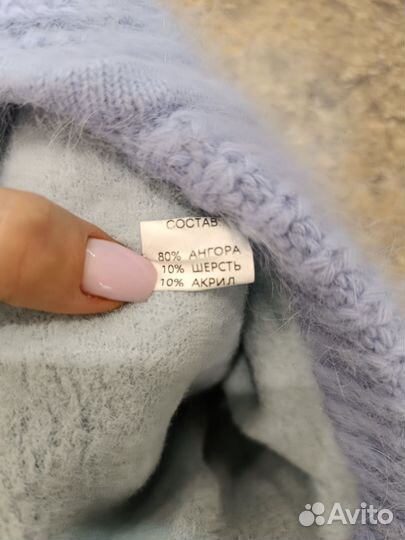 СОСТАВ
80% АНГОРА
10% ШЕРСТЬ
10% АКРИЛ
Avito